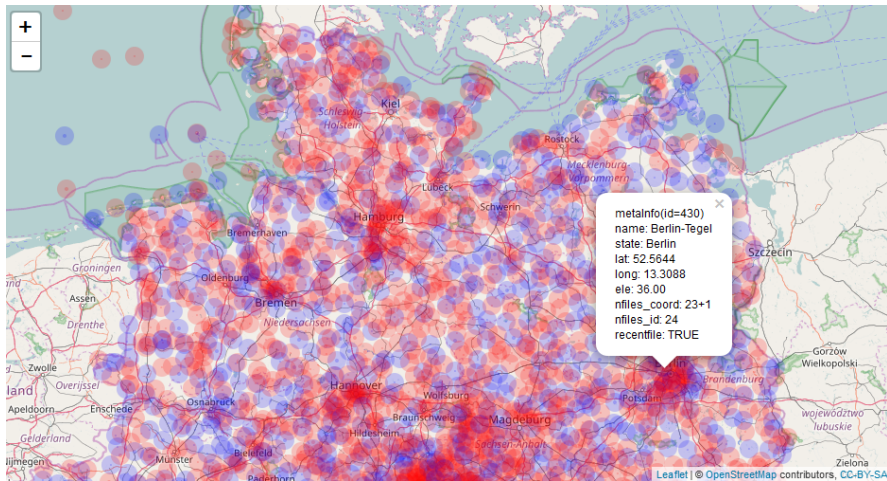 +
−
Kiel
Schleswig-
Holstein
Rostock
Mecklenburg-
Vorpommern
Lübeck
Schwerin
Hamburg
Bremerhaven
Groningen
Assen
Oldenburg
Drenthe
Bremen
Niedersachsen
Szczecin
×
metaInfo(id=430)
name: Berlin-Tegel
state: Berlin
lat: 52.5644
long: 13.3088
ele: 36.00
nfiles_coord: 23+1
nfiles_id: 24
recentfile: TRUE
Zwolle
Overijssel
Apeldoorn
Enschede
Gelderland
Nijmegen
Osnabrück
Münster
Bielefeld
Paderborn
Hannover
Hildesheim
Wolfsburg
Braunschweig
Magdeburg
Sachsen-Anhalt
Potsdam
Brandenburg
Gorzów
Wielkopolski
województwo
lubuskie
Zielona
Leaflet | © OpenStreetMap contributors, CC-BY-SA